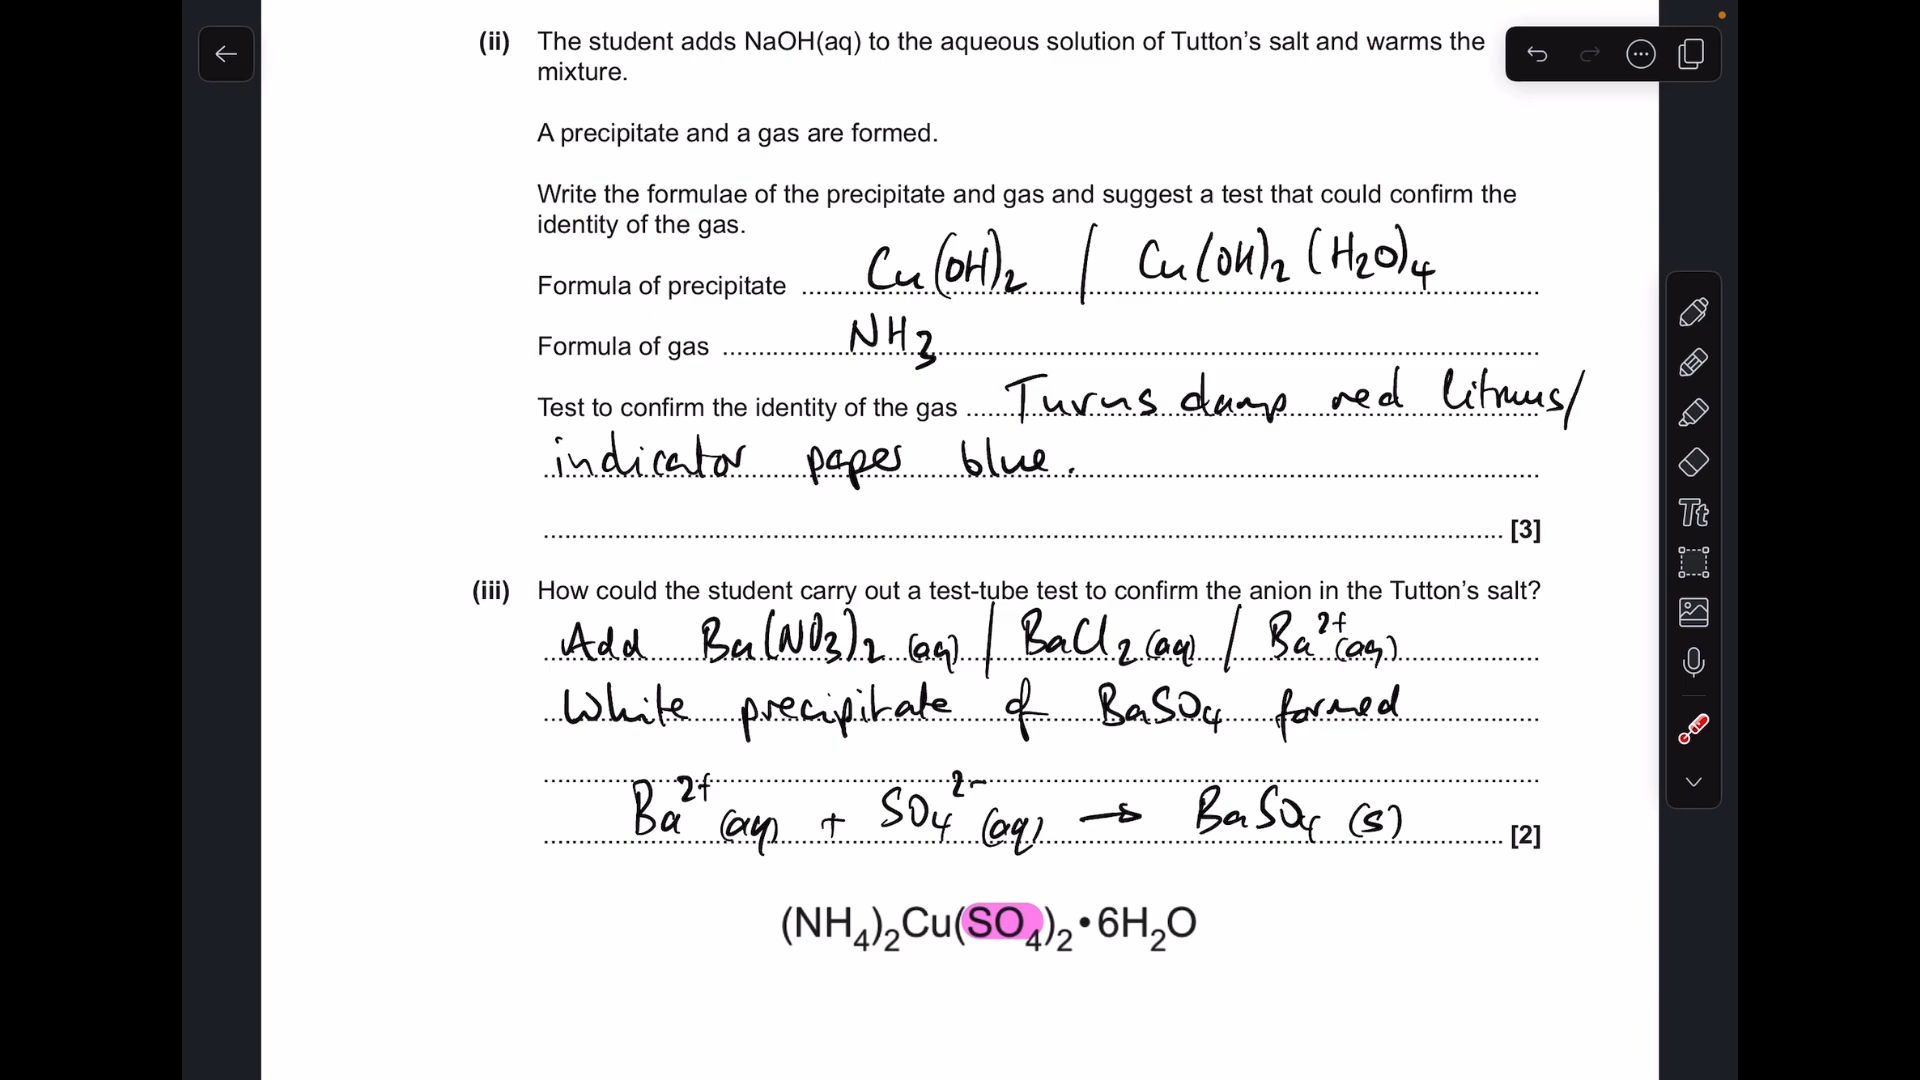 (ii) The student adds NaOH(aq) to the aqueous solution of Tutton's salt and warms the
mixture.
A precipitate and a gas are formed.
Write the formulae of the precipitate and gas and suggest a test that could confirm the
identity of the gas.
Formula of precipitate Cu(OH)₂ / Cu(OH)₂(H₂O)₄
Formula of gas NH₃
Test to confirm the identity of the gas Turns damp red litmus/
indicator paper blue.
[3]
(iii) How could the student carry out a test-tube test to confirm the anion in the Tutton's salt?
Add Ba(NO₃)₂ (aq) / BaCl₂ (aq) / Ba²⁺(aq)
White precipitate of BaSO₄ formed
Ba²⁺(aq) + SO₄²⁻(aq) → BaSO₄ (s) [2]
(NH₄)₂Cu(SO₄)₂•6H₂O
Tt